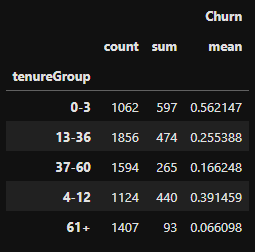 Churn
count sum mean
tenureGroup
0-3 1062 597 0.562147
13-36 1856 474 0.255388
37-60 1594 265 0.166248
4-12 1124 440 0.391459
61+ 1407 93 0.066098